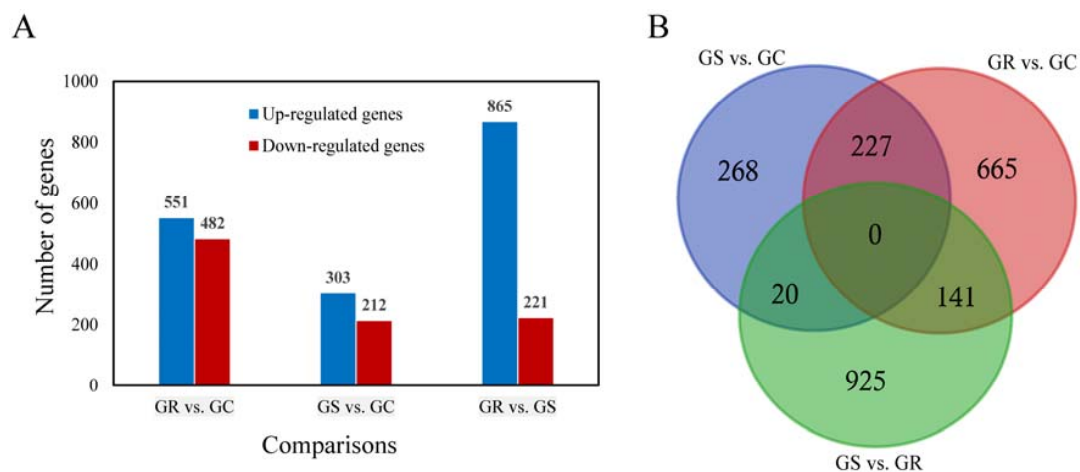 A
1000
800
600
400
200
0
Number of genes
Up-regulated genes
Down-regulated genes
551
482
303
212
865
221
GR vs. GC
GS vs. GC
GR vs. GS
Comparisons
B
GS vs. GC
GR vs. GC
268
227
665
0
20
141
925
GS vs. GR